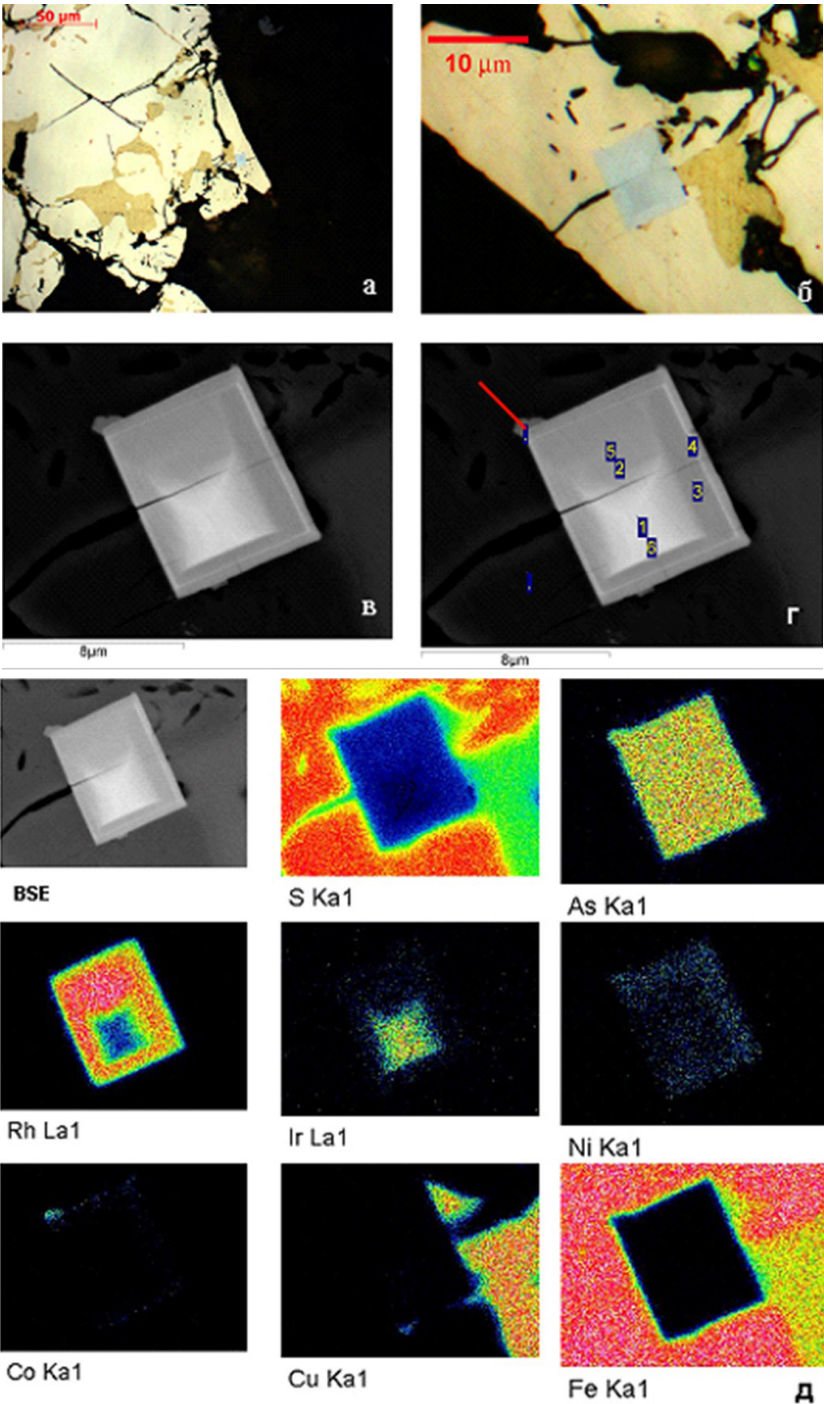 50 µm
a
10 µm
б
8µm
в
5
2
4
3
1
6
8µm
г
BSE
S Ka1
As Ka1
Rh La1
Ir La1
Ni Ka1
Co Ka1
Cu Ka1
Fe Ka1
д